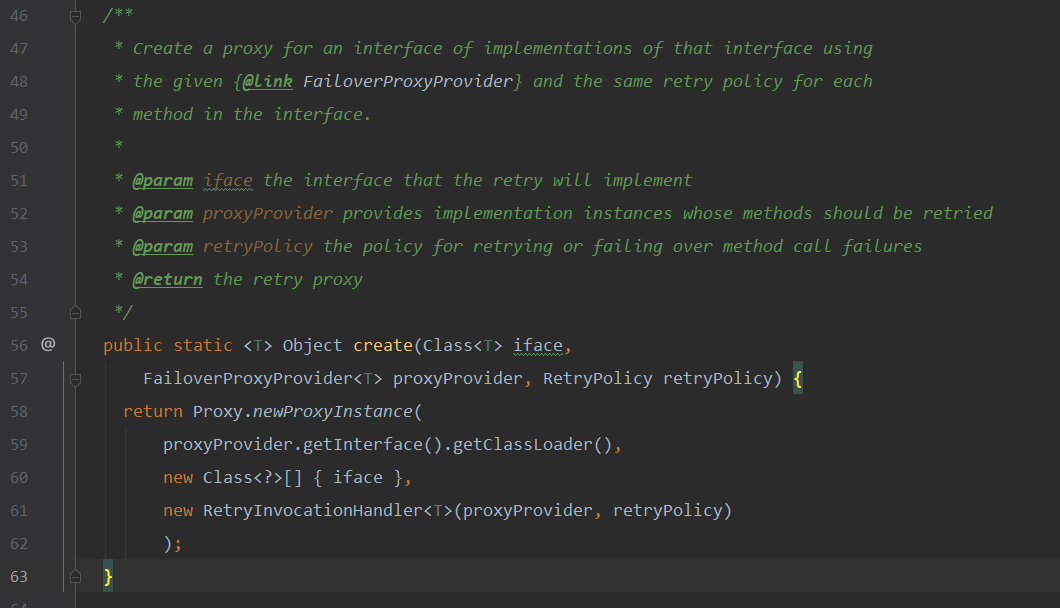 46 /**
47 * Create a proxy for an interface of implementations of that interface using
48 * the given {@link FailoverProxyProvider} and the same retry policy for each
49 * method in the interface.
50 *
51 * @param iface the interface that the retry will implement
52 * @param proxyProvider provides implementation instances whose methods should be retried
53 * @param retryPolicy the policy for retrying or failing over method call failures
54 * @return the retry proxy
55 */
56 @ public static <T> Object create(Class<T> iface,
57 FailoverProxyProvider<T> proxyProvider, RetryPolicy retryPolicy) {
58 return Proxy.newProxyInstance(
59 proxyProvider.getInterface().getClassLoader(),
60 new Class<?>[] { iface },
61 new RetryInvocationHandler<T>(proxyProvider, retryPolicy)
62 );
63 }
64